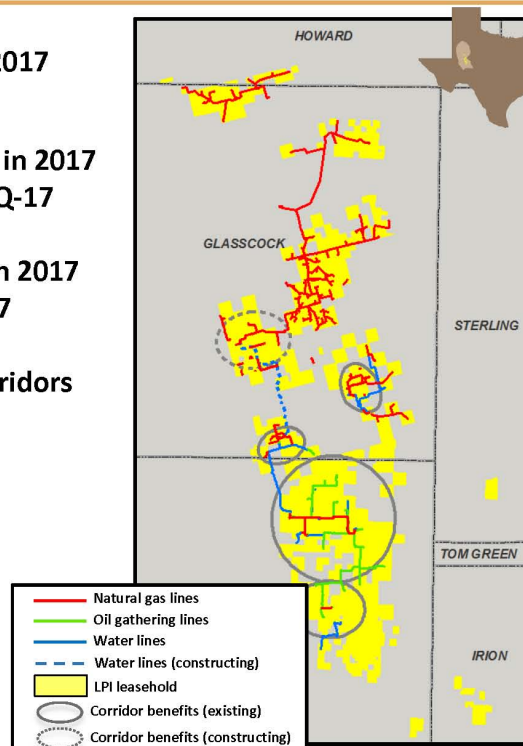 2017
in 2017
Q-17
n 2017
7
ridors
HOWARD
GLASSCOCK
STERLING
TOM GREEN
IRION
Natural gas lines
Oil gathering lines
Water lines
Water lines (constructing)
LPI leasehold
Corridor benefits (existing)
Corridor benefits (constructing)